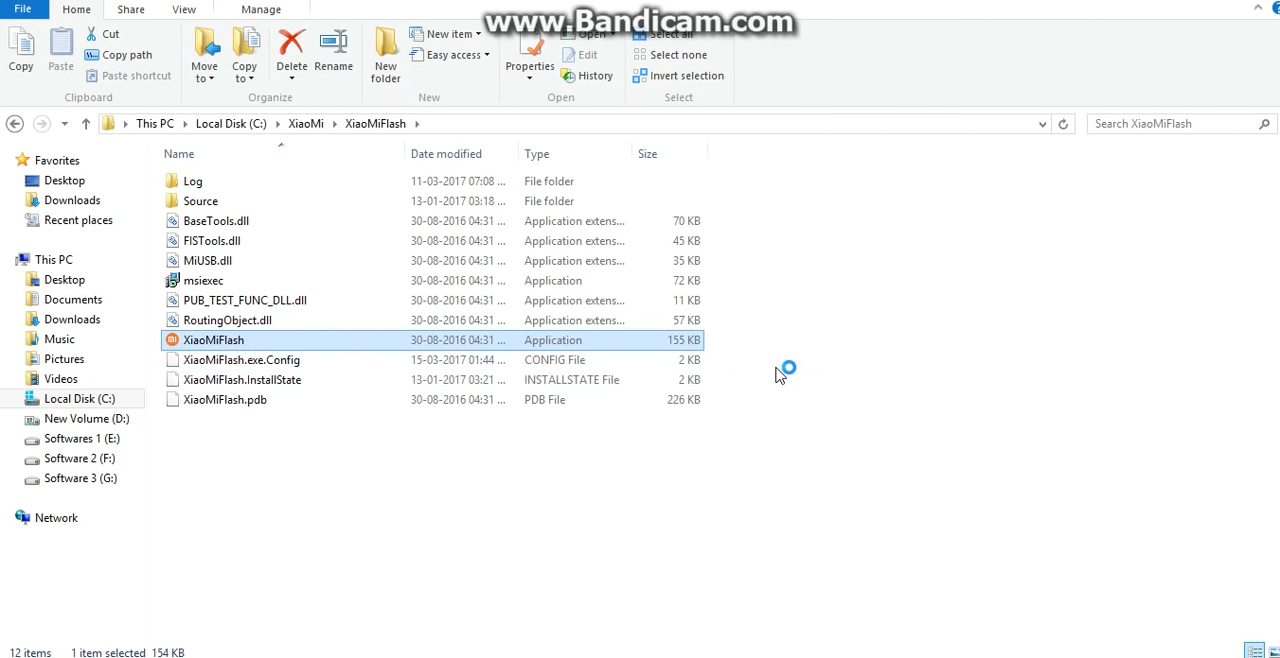 File Home Share View Manage
www.Bandicam.com
Cut
Copy path
Paste shortcut
Copy Paste
Clipboard
Move to
Copy to
Delete
Rename
Organize
New folder
New item
Easy access
New
Properties
Open
Edit
History
Open
Select all
Select none
Invert selection
Select
This PC Local Disk (C:) XiaoMi XiaoMiFlash
Search XiaoMiFlash
Favorites
Desktop
Downloads
Recent places
This PC
Desktop
Documents
Downloads
Music
Pictures
Videos
Local Disk (C:)
New Volume (D:)
Softwares 1 (E:)
Software 2 (F:)
Software 3 (G:)
Network
Name Date modified Type Size
Log 11-03-2017 07:08 ... File folder
Source 13-01-2017 03:18 ... File folder
BaseTools.dll 30-08-2016 04:31 ... Application extens... 70 KB
FISTools.dll 30-08-2016 04:31 ... Application extens... 45 KB
MiUSB.dll 30-08-2016 04:31 ... Application extens... 35 KB
msiexec 30-08-2016 04:31 ... Application 72 KB
PUB_TEST_FUNC_DLL.dll 30-08-2016 04:31 ... Application extens... 11 KB
RoutingObject.dll 30-08-2016 04:31 ... Application extens... 57 KB
XiaoMiFlash 30-08-2016 04:31 ... Application 155 KB
XiaoMiFlash.exe.Config 15-03-2017 01:44 ... CONFIG File 2 KB
XiaoMiFlash.InstallState 13-01-2017 03:21 ... INSTALLSTATE File 2 KB
XiaoMiFlash.pdb 30-08-2016 04:31 ... PDB File 226 KB
12 items 1 item selected 154 KB